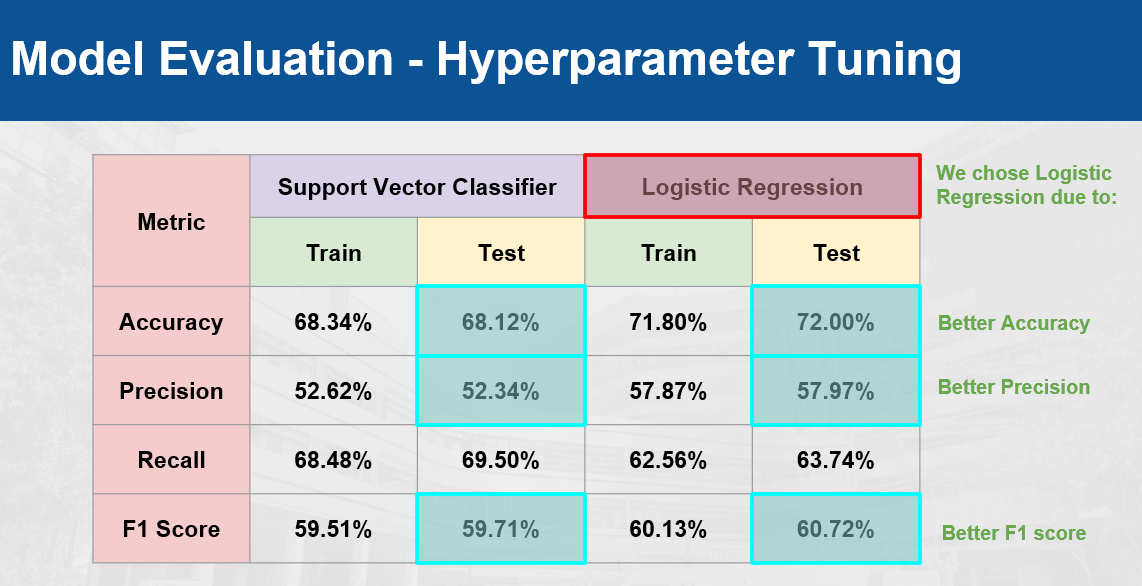 Model Evaluation - Hyperparameter Tuning
Metric
Support Vector Classifier
Logistic Regression
We chose Logistic
Regression due to:
Train
Test
Train
Test
Accuracy
68.34%
68.12%
71.80%
72.00%
Better Accuracy
Precision
52.62%
52.34%
57.87%
57.97%
Better Precision
Recall
68.48%
69.50%
62.56%
63.74%
F1 Score
59.51%
59.71%
60.13%
60.72%
Better F1 score